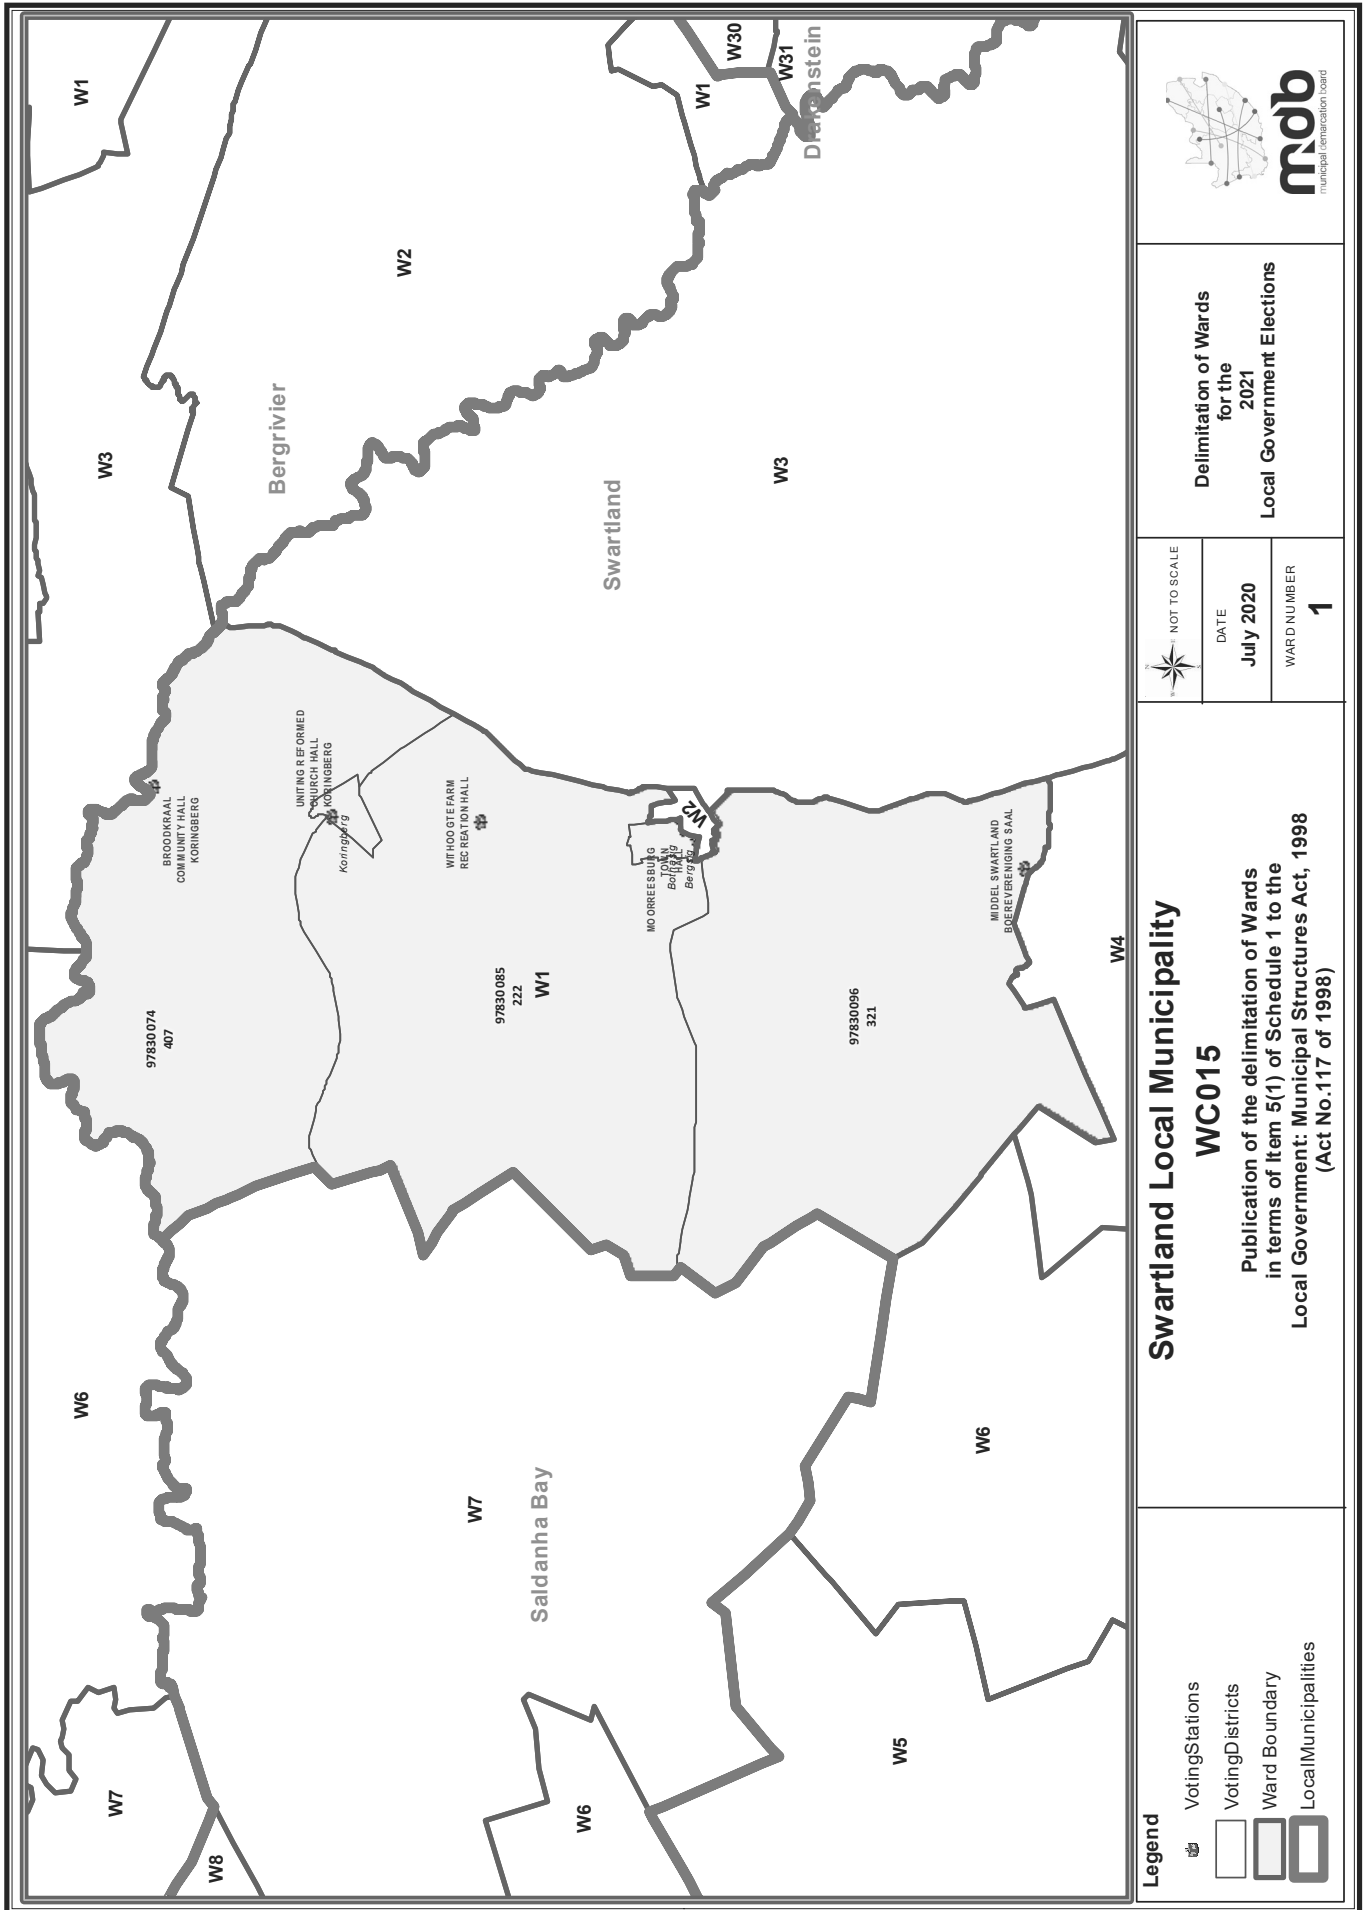 W1
W3
W2
W1
W30
W31
Drakenstein
Bergrivier
Swartland
W3
BROODKRAAL
COMMUNITY HALL
KORINGBERG
UNITING REFORMED
CHURCH HALL
KORINGBERG
Koringberg
WITHOOGTE FARM
RECREATION HALL
MOORREESBURG
TOWN
HALL
Bergsig
W2
MIDDEL SWARTLAND
BOEREVERENIGING SAAL
97830074
407
97830085
222
W1
97830096
321
W4
W6
W7
Saldanha Bay
W6
W7
W8
W6
W5
Legend
VotingStations
VotingDistricts
Ward Boundary
LocalMunicipalities
Swartland Local Municipality
WC015
Publication of the delimitation of Wards
in terms of Item 5(1) of Schedule 1 to the
Local Government: Municipal Structures Act, 1998
(Act No.117 of 1998)
N
E
S
W
NOT TO SCALE
DATE
July 2020
WARD NUMBER
1
Delimitation of Wards
for the
2021
Local Government Elections
mdb
municipal demarcation board